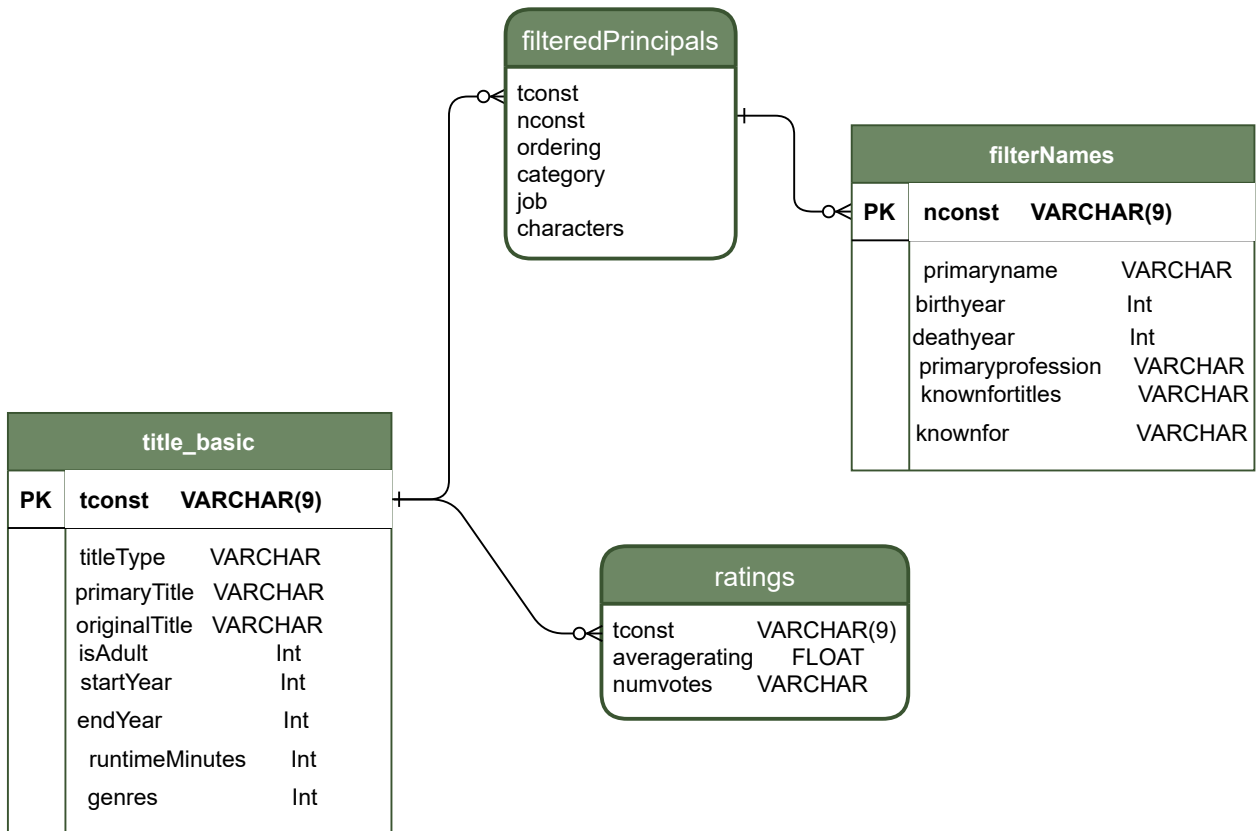 filteredPrincipals
tconst
nconst
ordering
category
job
characters
filterNames
PK nconst VARCHAR(9)
primaryname VARCHAR
birthyear Int
deathyear Int
primaryprofession VARCHAR
knownfortitles VARCHAR
knownfor VARCHAR
title_basic
PK tconst VARCHAR(9)
titleType VARCHAR
primaryTitle VARCHAR
originalTitle VARCHAR
isAdult Int
startYear Int
endYear Int
runtimeMinutes Int
genres Int
ratings
tconst VARCHAR(9)
averagerating FLOAT
numvotes VARCHAR